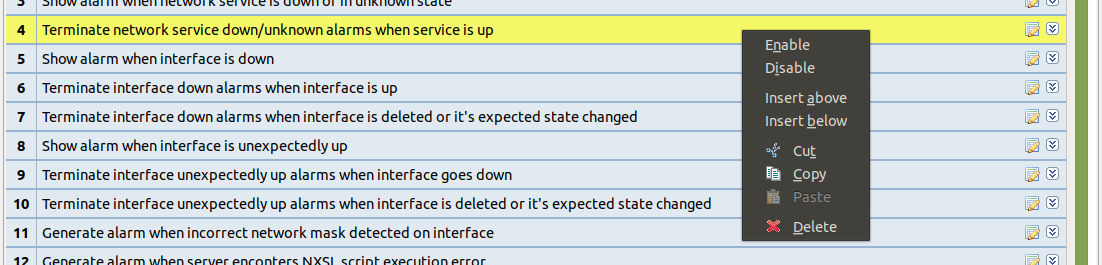 3 Show alarm when network service is down or in unknown state
4 Terminate network service down/unknown alarms when service is up
5 Show alarm when interface is down
6 Terminate interface down alarms when interface is up
7 Terminate interface down alarms when interface is deleted or it's expected state changed
8 Show alarm when interface is unexpectedly up
9 Terminate interface unexpectedly up alarms when interface goes down
10 Terminate interface unexpectedly up alarms when interface is deleted or it's expected state changed
11 Generate alarm when incorrect network mask detected on interface
12 Generate alarm when server enconters NXSL script execution error
Enable
Disable
Insert above
Insert below
Cut
Copy
Paste
Delete